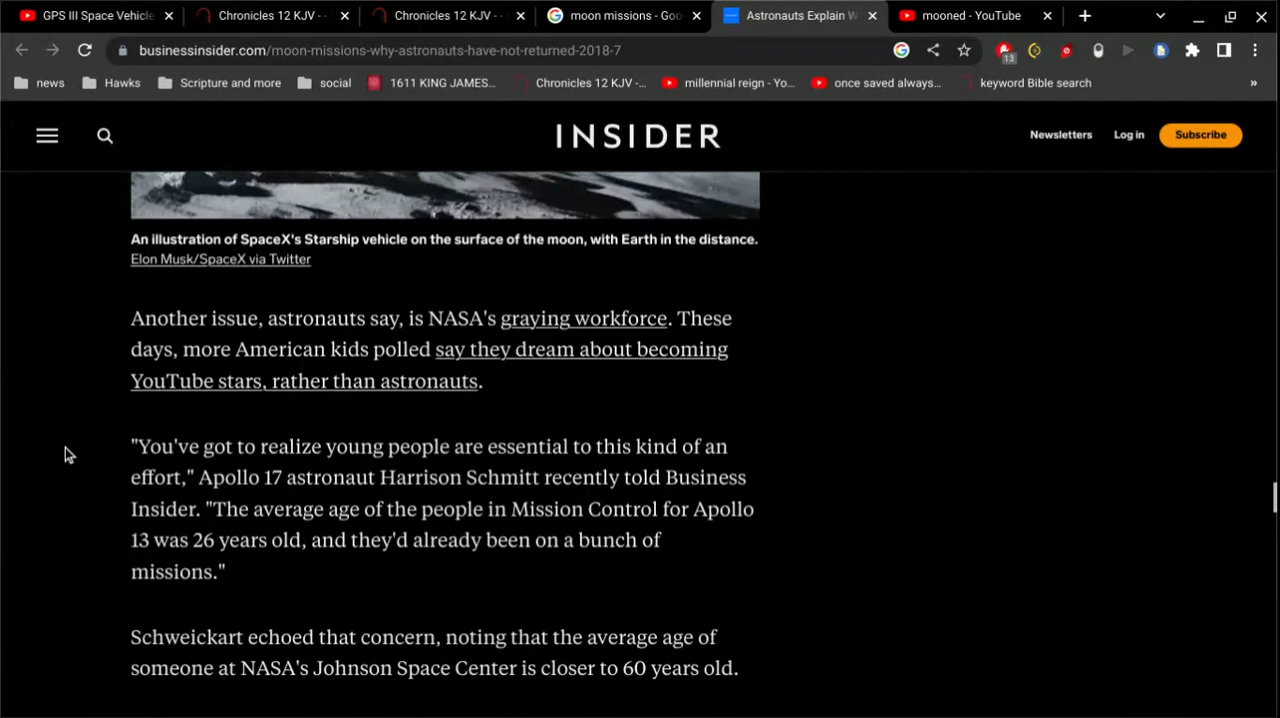 GPS III Space Vehicle
Chronicles 12 KJV - -
Chronicles 12 KJV - -
moon missions - Goo
Astronauts Explain W
mooned - YouTube
businessinsider.com/moon-missions-why-astronauts-have-not-returned-2018-7
13
news
Hawks
Scripture and more
social
1611 KING JAMES...
Chronicles 12 KJV -...
millennial reign - Yo...
once saved always...
keyword Bible search
»
INSIDER
Newsletters
Log in
Subscribe
An illustration of SpaceX's Starship vehicle on the surface of the moon, with Earth in the distance.
Elon Musk/SpaceX via Twitter
Another issue, astronauts say, is NASA's graying workforce. These
days, more American kids polled say they dream about becoming
YouTube stars, rather than astronauts.
"You've got to realize young people are essential to this kind of an
effort," Apollo 17 astronaut Harrison Schmitt recently told Business
Insider. "The average age of the people in Mission Control for Apollo
13 was 26 years old, and they'd already been on a bunch of
missions."
Schweickart echoed that concern, noting that the average age of
someone at NASA's Johnson Space Center is closer to 60 years old.